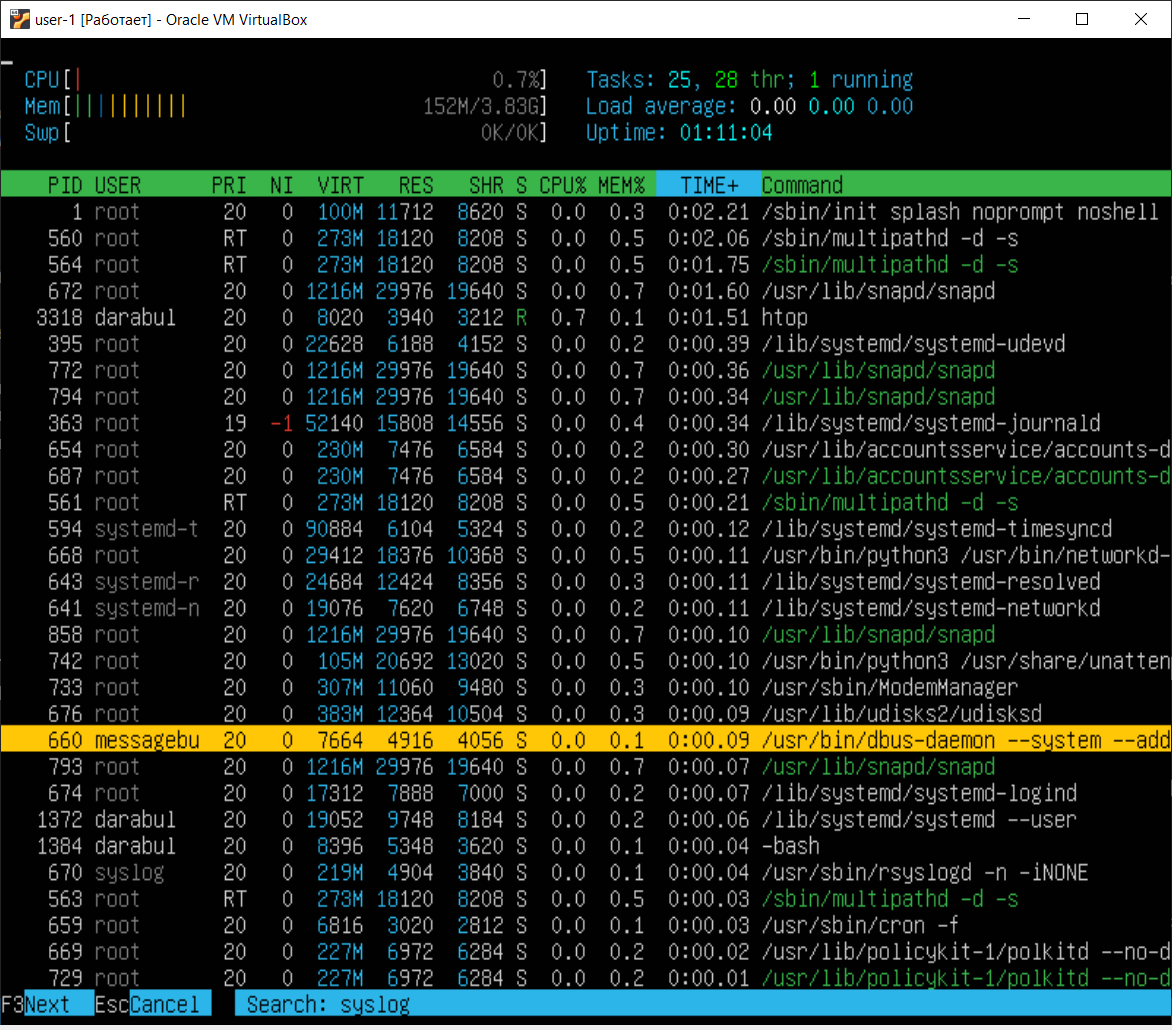 user-1 [Работает] - Oracle VM VirtualBox
CPU[| 0.7%] Tasks: 25, 28 thr; 1 running
Mem[|||||||||| 152M/3.83G] Load average: 0.00 0.00 0.00
Swp[ 0K/0K] Uptime: 01:11:04
PID USER PRI NI VIRT RES SHR S CPU% MEM% TIME+ Command
1 root 20 0 100M 11712 8620 S 0.0 0.3 0:02.21 /sbin/init splash noprompt noshell
560 root RT 0 273M 18120 8208 S 0.0 0.5 0:02.06 /sbin/multipathd -d -s
564 root RT 0 273M 18120 8208 S 0.0 0.5 0:01.75 /sbin/multipathd -d -s
672 root 20 0 1216M 29976 19640 S 0.0 0.7 0:01.60 /usr/lib/snapd/snapd
3318 darabul 20 0 8020 3940 3212 R 0.7 0.1 0:01.51 htop
395 root 20 0 22628 6188 4152 S 0.0 0.2 0:00.39 /lib/systemd/systemd-udevd
772 root 20 0 1216M 29976 19640 S 0.0 0.7 0:00.36 /usr/lib/snapd/snapd
794 root 20 0 1216M 29976 19640 S 0.0 0.7 0:00.34 /usr/lib/snapd/snapd
363 root 19 -1 52140 15808 14556 S 0.0 0.4 0:00.34 /lib/systemd/systemd-journald
654 root 20 0 230M 7476 6584 S 0.0 0.2 0:00.30 /usr/lib/accountsservice/accounts-d
687 root 20 0 230M 7476 6584 S 0.0 0.2 0:00.27 /usr/lib/accountsservice/accounts-d
561 root RT 0 273M 18120 8208 S 0.0 0.5 0:00.21 /sbin/multipathd -d -s
594 systemd-t 20 0 90884 6104 5324 S 0.0 0.2 0:00.12 /lib/systemd/systemd-timesyncd
668 root 20 0 29412 18376 10368 S 0.0 0.5 0:00.11 /usr/bin/python3 /usr/bin/networkd-
643 systemd-r 20 0 24684 12424 8356 S 0.0 0.3 0:00.11 /lib/systemd/systemd-resolved
641 systemd-n 20 0 19076 7620 6748 S 0.0 0.2 0:00.11 /lib/systemd/systemd-networkd
858 root 20 0 1216M 29976 19640 S 0.0 0.7 0:00.10 /usr/lib/snapd/snapd
742 root 20 0 105M 20692 13020 S 0.0 0.5 0:00.10 /usr/bin/python3 /usr/share/unatten
733 root 20 0 307M 11060 9480 S 0.0 0.3 0:00.10 /usr/sbin/ModemManager
676 root 20 0 383M 12364 10504 S 0.0 0.3 0:00.09 /usr/lib/udisks2/udisksd
660 messagebu 20 0 7664 4916 4056 S 0.0 0.1 0:00.09 /usr/bin/dbus-daemon --system --add
793 root 20 0 1216M 29976 19640 S 0.0 0.7 0:00.07 /usr/lib/snapd/snapd
674 root 20 0 17312 7888 7000 S 0.0 0.2 0:00.07 /lib/systemd/systemd-logind
1372 darabul 20 0 19052 9748 8184 S 0.0 0.2 0:00.06 /lib/systemd/systemd --user
1384 darabul 20 0 8396 5348 3620 S 0.0 0.1 0:00.04 -bash
670 syslog 20 0 219M 4904 3840 S 0.0 0.1 0:00.04 /usr/sbin/rsyslogd -n -iNONE
563 root RT 0 273M 18120 8208 S 0.0 0.5 0:00.03 /sbin/multipathd -d -s
659 root 20 0 6816 3020 2812 S 0.0 0.1 0:00.03 /usr/sbin/cron -f
669 root 20 0 227M 6972 6284 S 0.0 0.2 0:00.02 /usr/lib/policykit-1/polkitd --no-d
729 root 20 0 227M 6972 6284 S 0.0 0.2 0:00.01 /usr/lib/policykit-1/polkitd --no-d
F3Next EscCancel Search: syslog